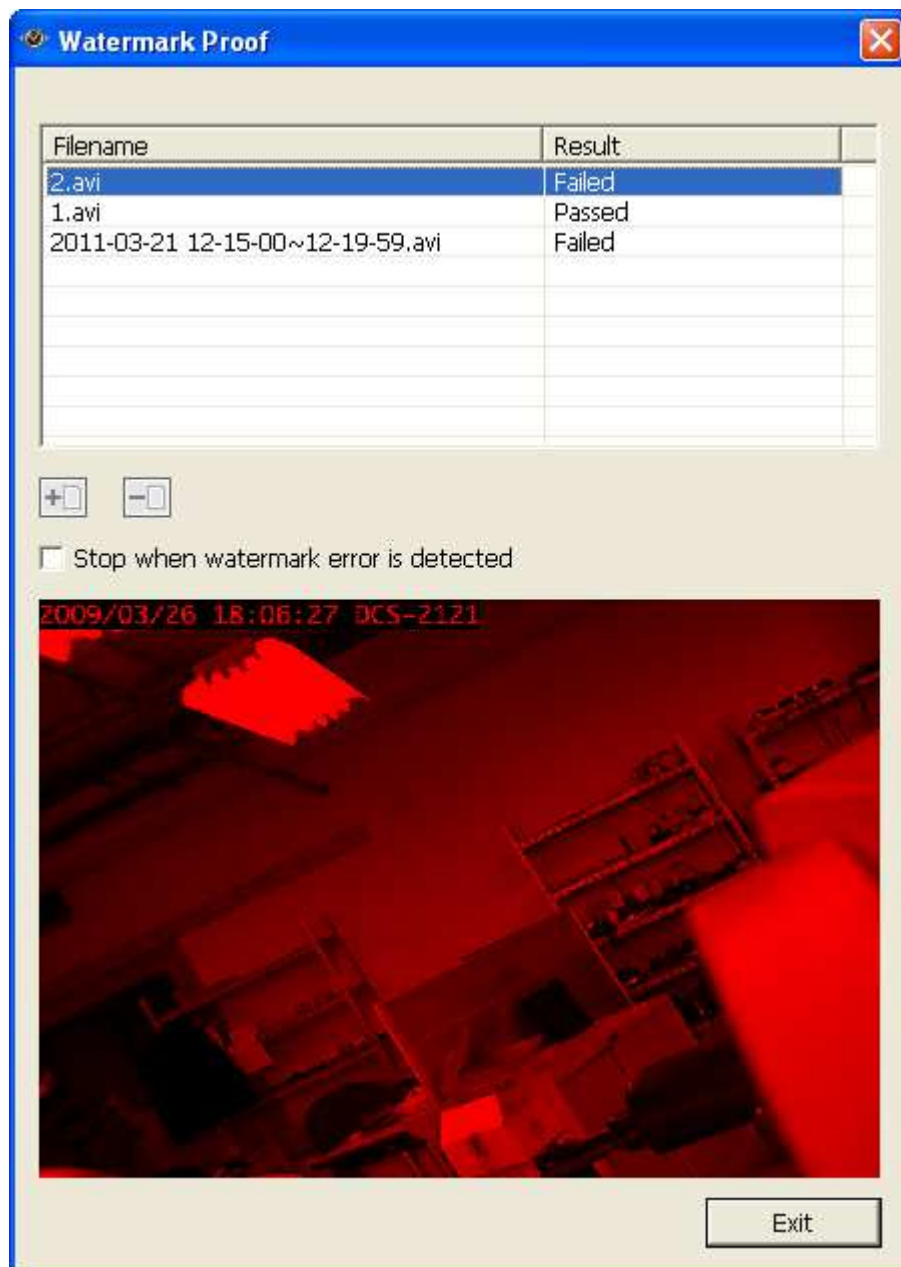 Watermark Proof
Filename Result
2.avi Failed
1.avi Passed
2011-03-21 12-15-00~12-19-59.avi Failed
Stop when watermark error is detected
2009/03/26 18:06:27 DCS-2121
Exit